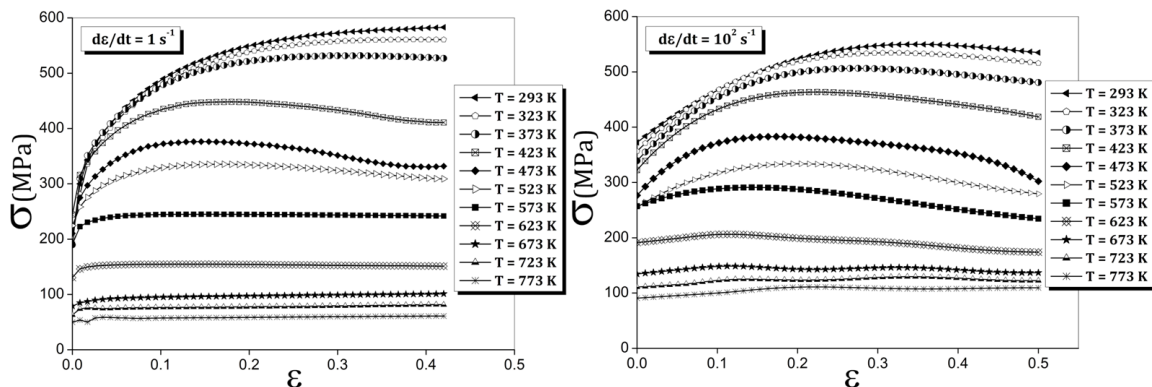 600
500
400
300
200
100
0
0.0 0.1 0.2 0.3 0.4 0.5
σ(MPa)
ε
dε/dt = 1 s⁻¹
T = 293 K
T = 323 K
T = 373 K
T = 423 K
T = 473 K
T = 523 K
T = 573 K
T = 623 K
T = 673 K
T = 723 K
T = 773 K
600
500
400
300
200
100
0
0.0 0.1 0.2 0.3 0.4 0.5
σ(MPa)
ε
dε/dt = 10² s⁻¹
T = 293 K
T = 323 K
T = 373 K
T = 423 K
T = 473 K
T = 523 K
T = 573 K
T = 623 K
T = 673 K
T = 723 K
T = 773 K